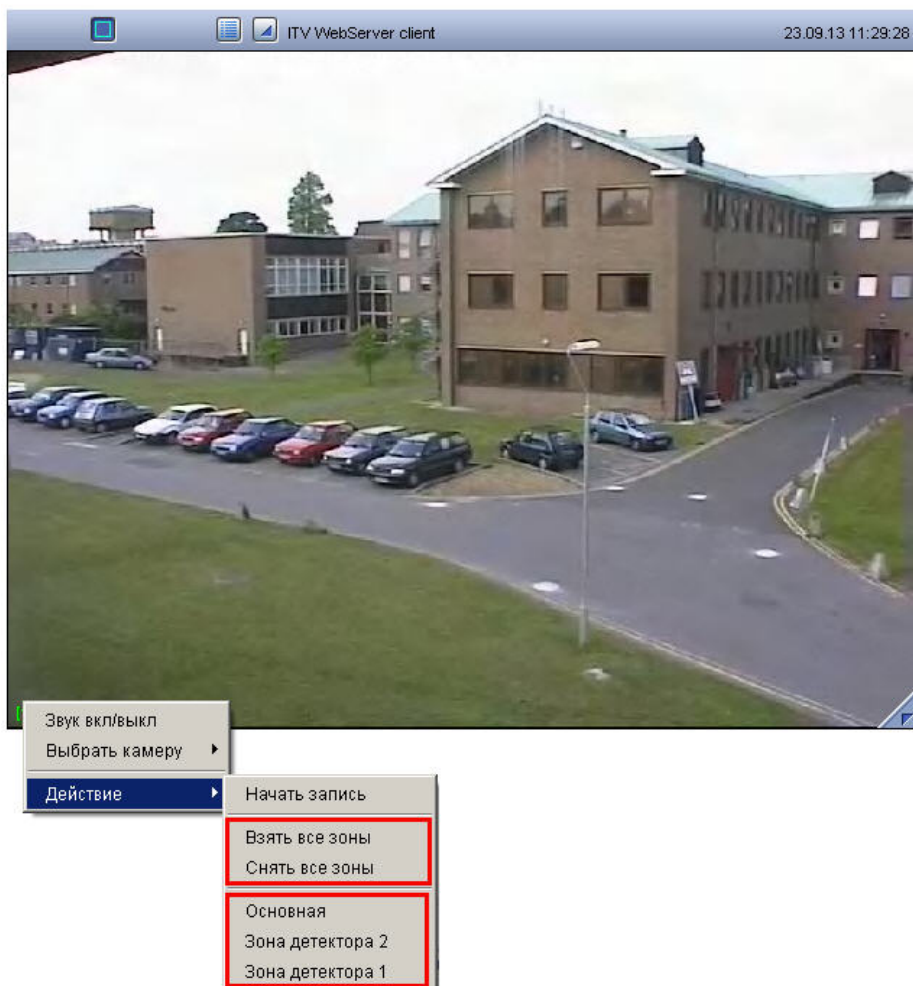 ITV WebServer client
23.09.13 11:29:28
Звук вкл/выкл
Выбрать камеру
Действие
Начать запись
Взять все зоны
Снять все зоны
Основная
Зона детектора 2
Зона детектора 1